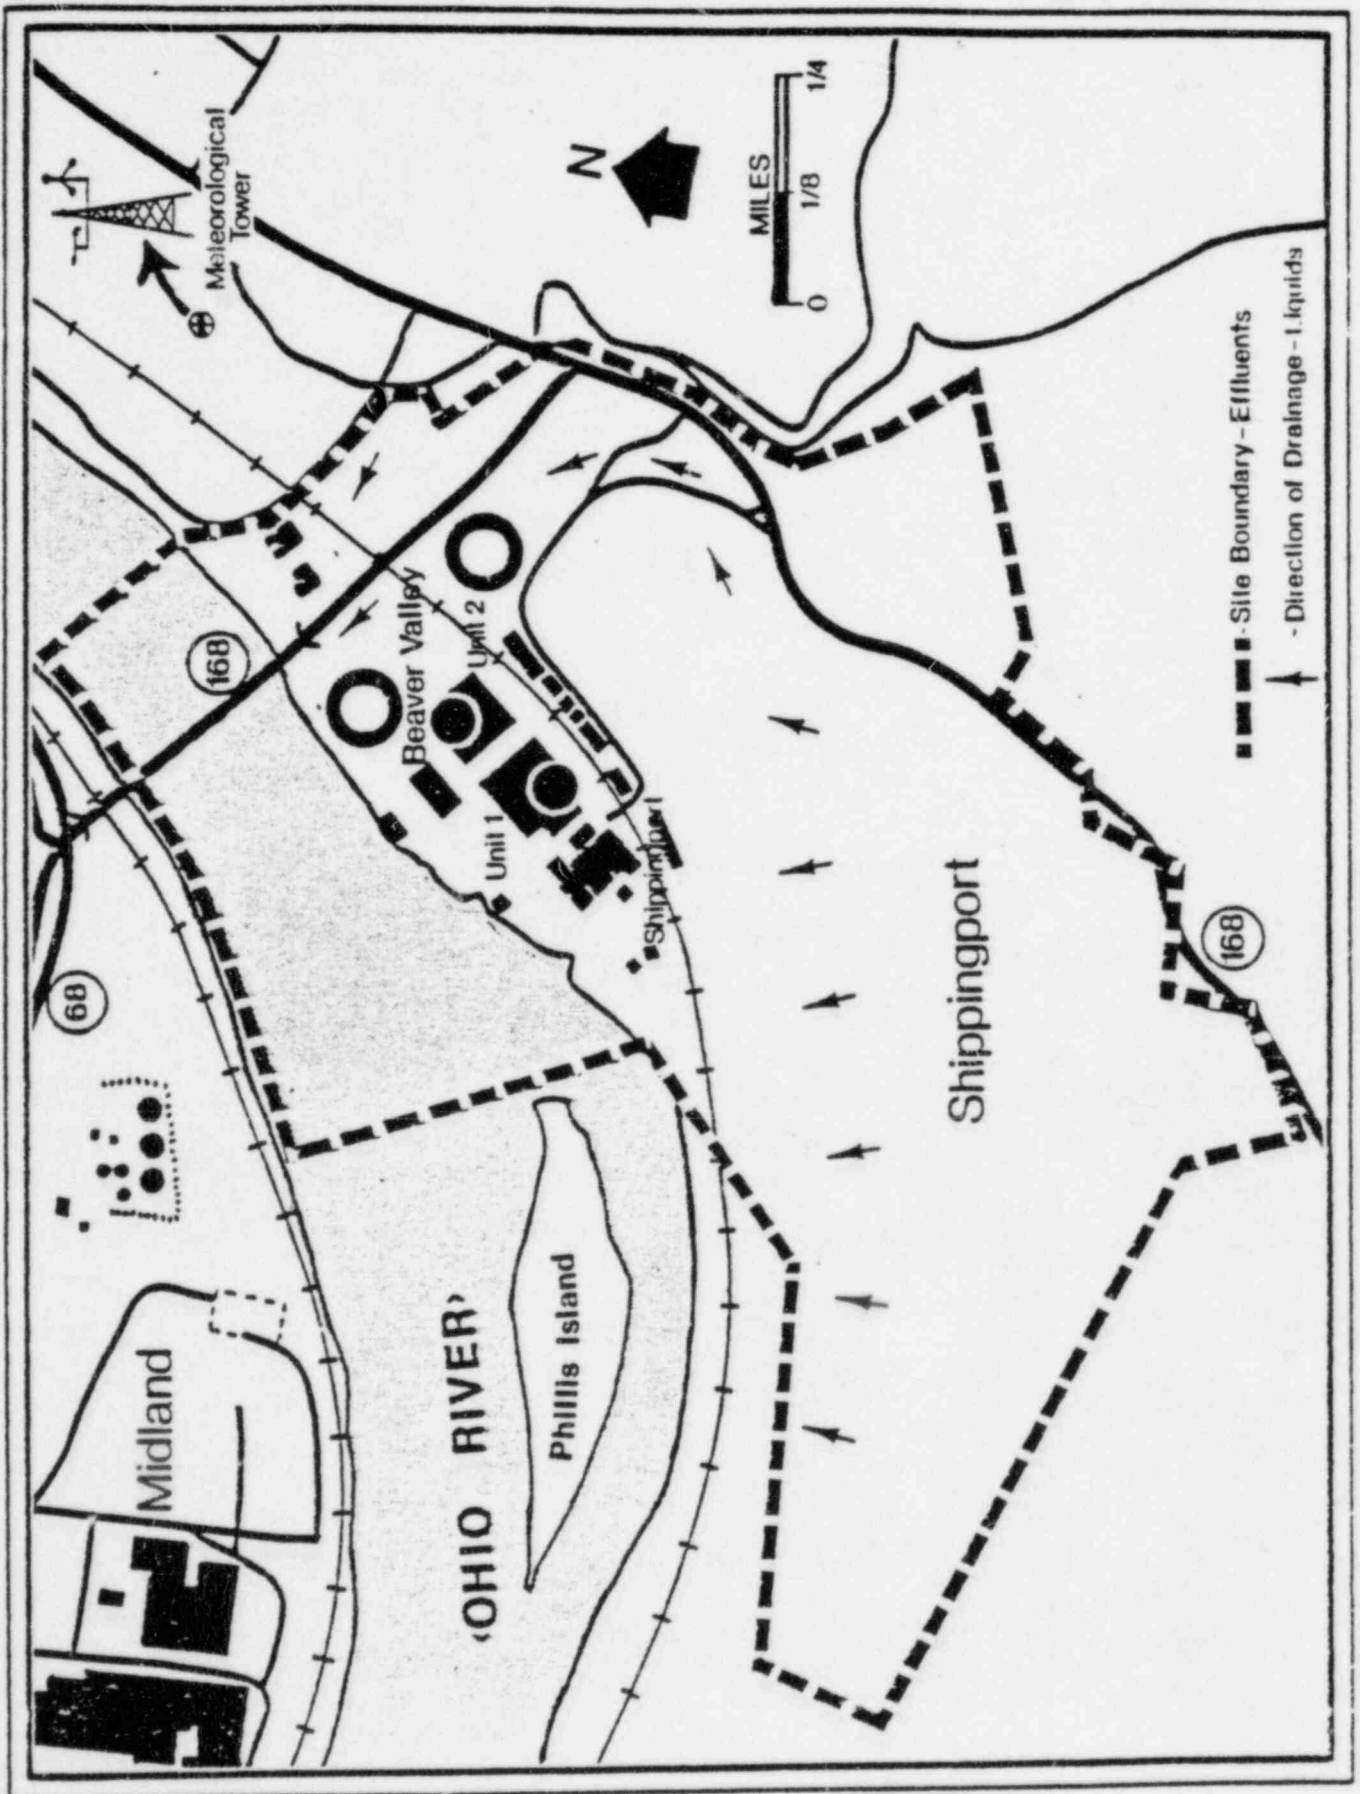 Meteorological
Tower
N
MILES
0 1/8 1/4
168
68
Beaver Valley
Unit 2
Unit 1
Shippingport
Midland
‹OHIO RIVER›
Phillis Island
Shippingport
168
- Site Boundary - Effluents
- Direction of Drainage - Liquids